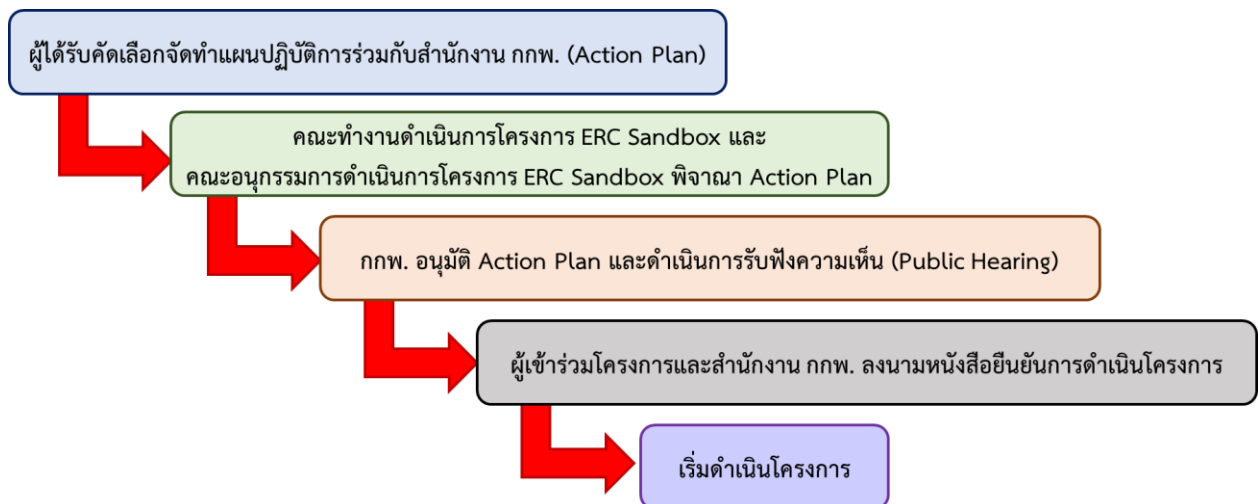 ผู้ได้รับคัดเลือกจัดทำแผนปฏิบัติการร่วมกับสำนักงาน กกพ. (Action Plan)
คณะทำงานดำเนินการโครงการ ERC Sandbox และ
คณะอนุกรรมการดำเนินการโครงการ ERC Sandbox พิจาณา Action Plan
กกพ. อนุมัติ Action Plan และดำเนินการรับฟังความเห็น (Public Hearing)
ผู้เข้าร่วมโครงการและสำนักงาน กกพ. ลงนามหนังสือยืนยันการดำเนินโครงการ
เริ่มดำเนินโครงการ